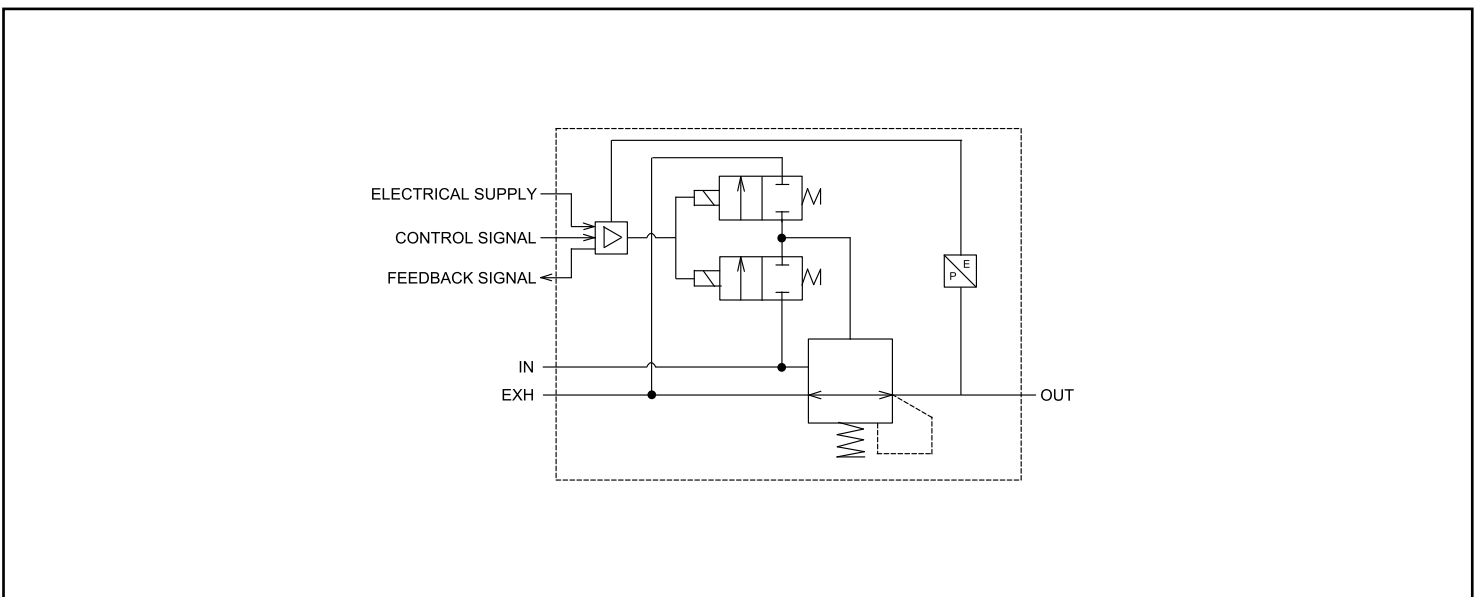 ELECTRICAL SUPPLY
CONTROL SIGNAL
FEEDBACK SIGNAL
E
P
IN
EXH
OUT